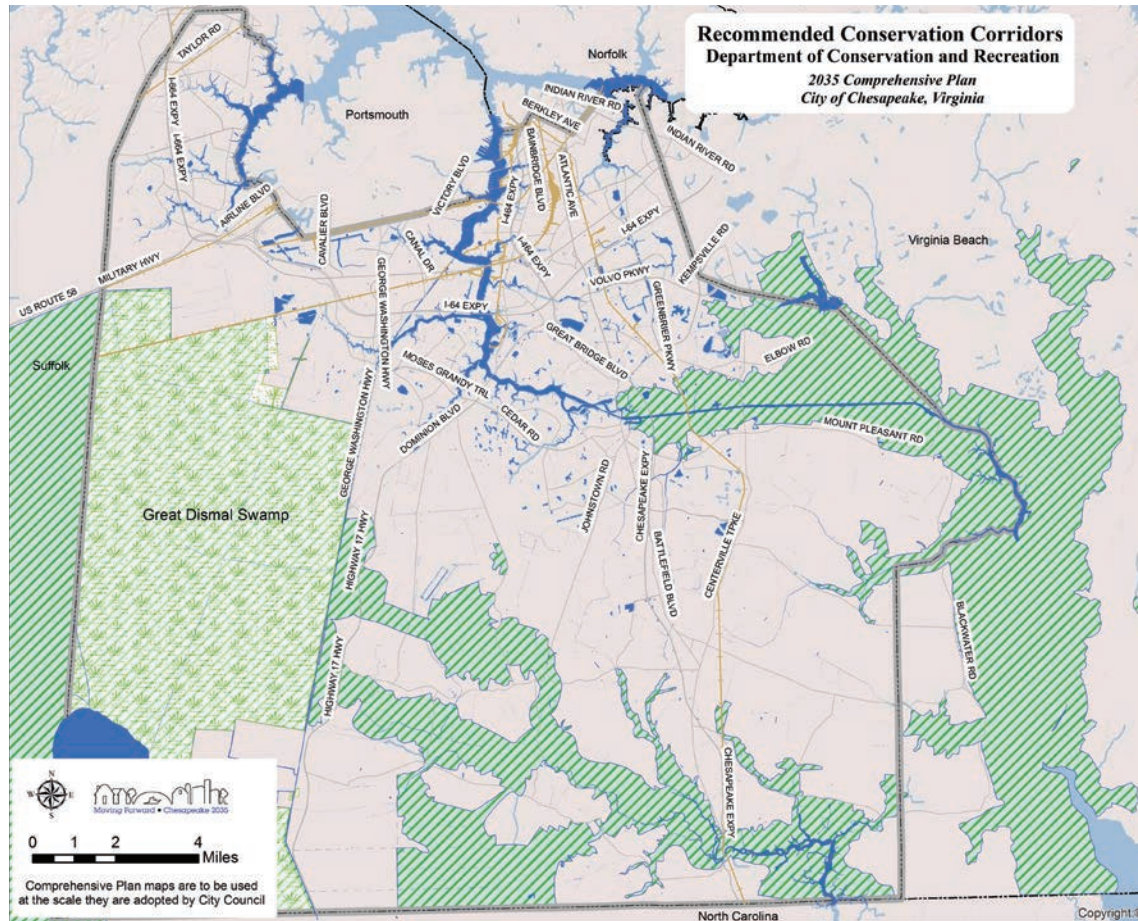 Recommended Conservation Corridors
Department of Conservation and Recreation
2035 Comprehensive Plan
City of Chesapeake, Virginia
Norfolk
TAYLOR RD
I-664 EXPY
I-664 EXPY
Portsmouth
INDIAN RIVER RD
BERKLEY AVE
INDIAN RIVER RD
BAINBRIDGE BLVD
ATLANTIC AVE
VICTORY BLVD
I-464 EXPY
AIRLINE BLVD
CAVALIER BLVD
CANAL DR
I-464 EXPY
I-64 EXPY
KEMPSVILLE RD
Virginia Beach
MILITARY HWY
US ROUTE 58
GEORGE WASHINGTON HWY
VOLVO PKWY
I-64 EXPY
GREENBRIER PKWY
GREAT BRIDGE BLVD
ELBOW RD
Suffolk
MOSES GRANDY TRL
GEORGE WASHINGTON HWY
DOMINION BLVD
CEDAR RD
MOUNT PLEASANT RD
JOHNSTOWN RD
CHESAPEAKE EXPY
Great Dismal Swamp
HIGHWAY 17 HWY
BATTLEFIELD BLVD
CENTERVILLE TPKE
BLACKWATER RD
HIGHWAY 17 HWY
CHESAPEAKE EXPY
N
W E
S
Moving Forward • Chesapeake 2035
0 1 2 4
Miles
Comprehensive Plan maps are to be used
at the scale they are adopted by City Council
North Carolina
Copyright